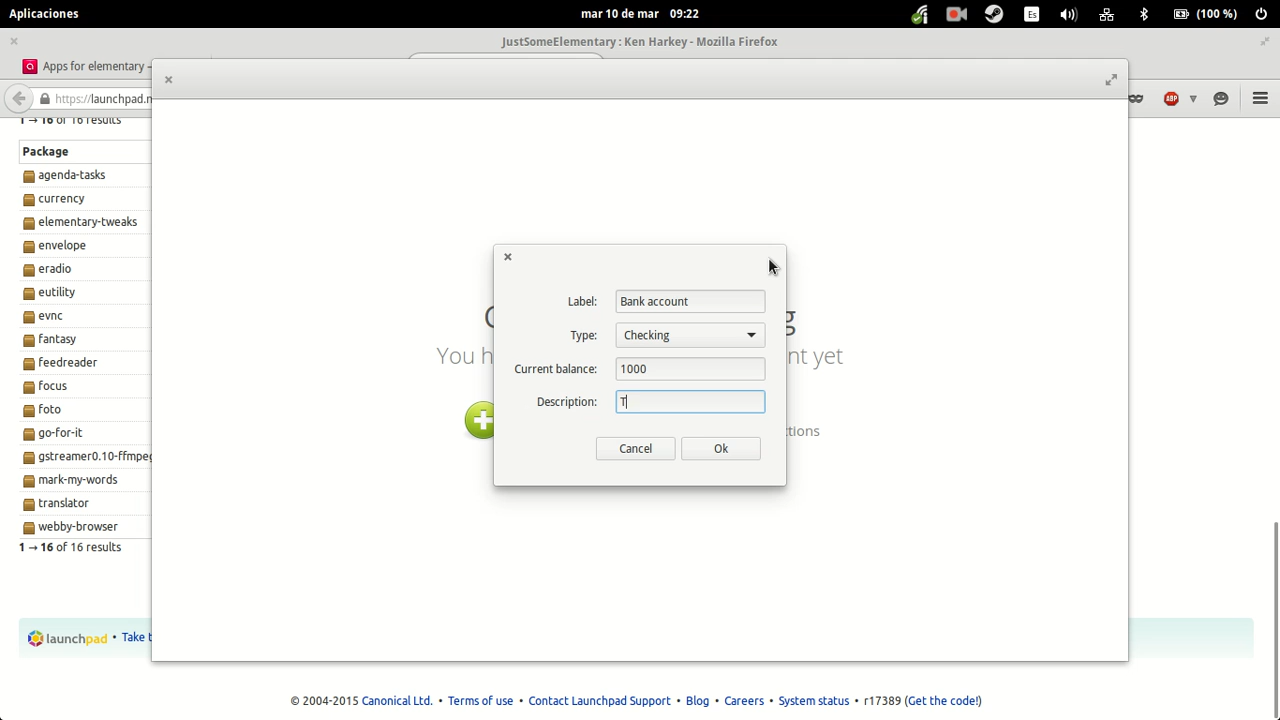 Aplicaciones
mar 10 de mar 09:22
Es
(100 %)
JustSomeElementary : Ken Harkey - Mozilla Firefox
Apps for elementary
https://launchpad.n
ABP
1 → 16 of 16 results
Package
agenda-tasks
currency
elementary-tweaks
envelope
eradio
eutility
evnc
fantasy
feedreader
focus
foto
go-for-it
gstreamer0.10-ffmpeg
mark-my-words
translator
webby-browser
1 → 16 of 16 results
You h
nt yet
ctions
Label: Bank account
Type: Checking
Current balance: 1000
Description: T
Cancel Ok
launchpad • Take t
© 2004-2015 Canonical Ltd. • Terms of use • Contact Launchpad Support • Blog • Careers • System status • r17389 (Get the code!)